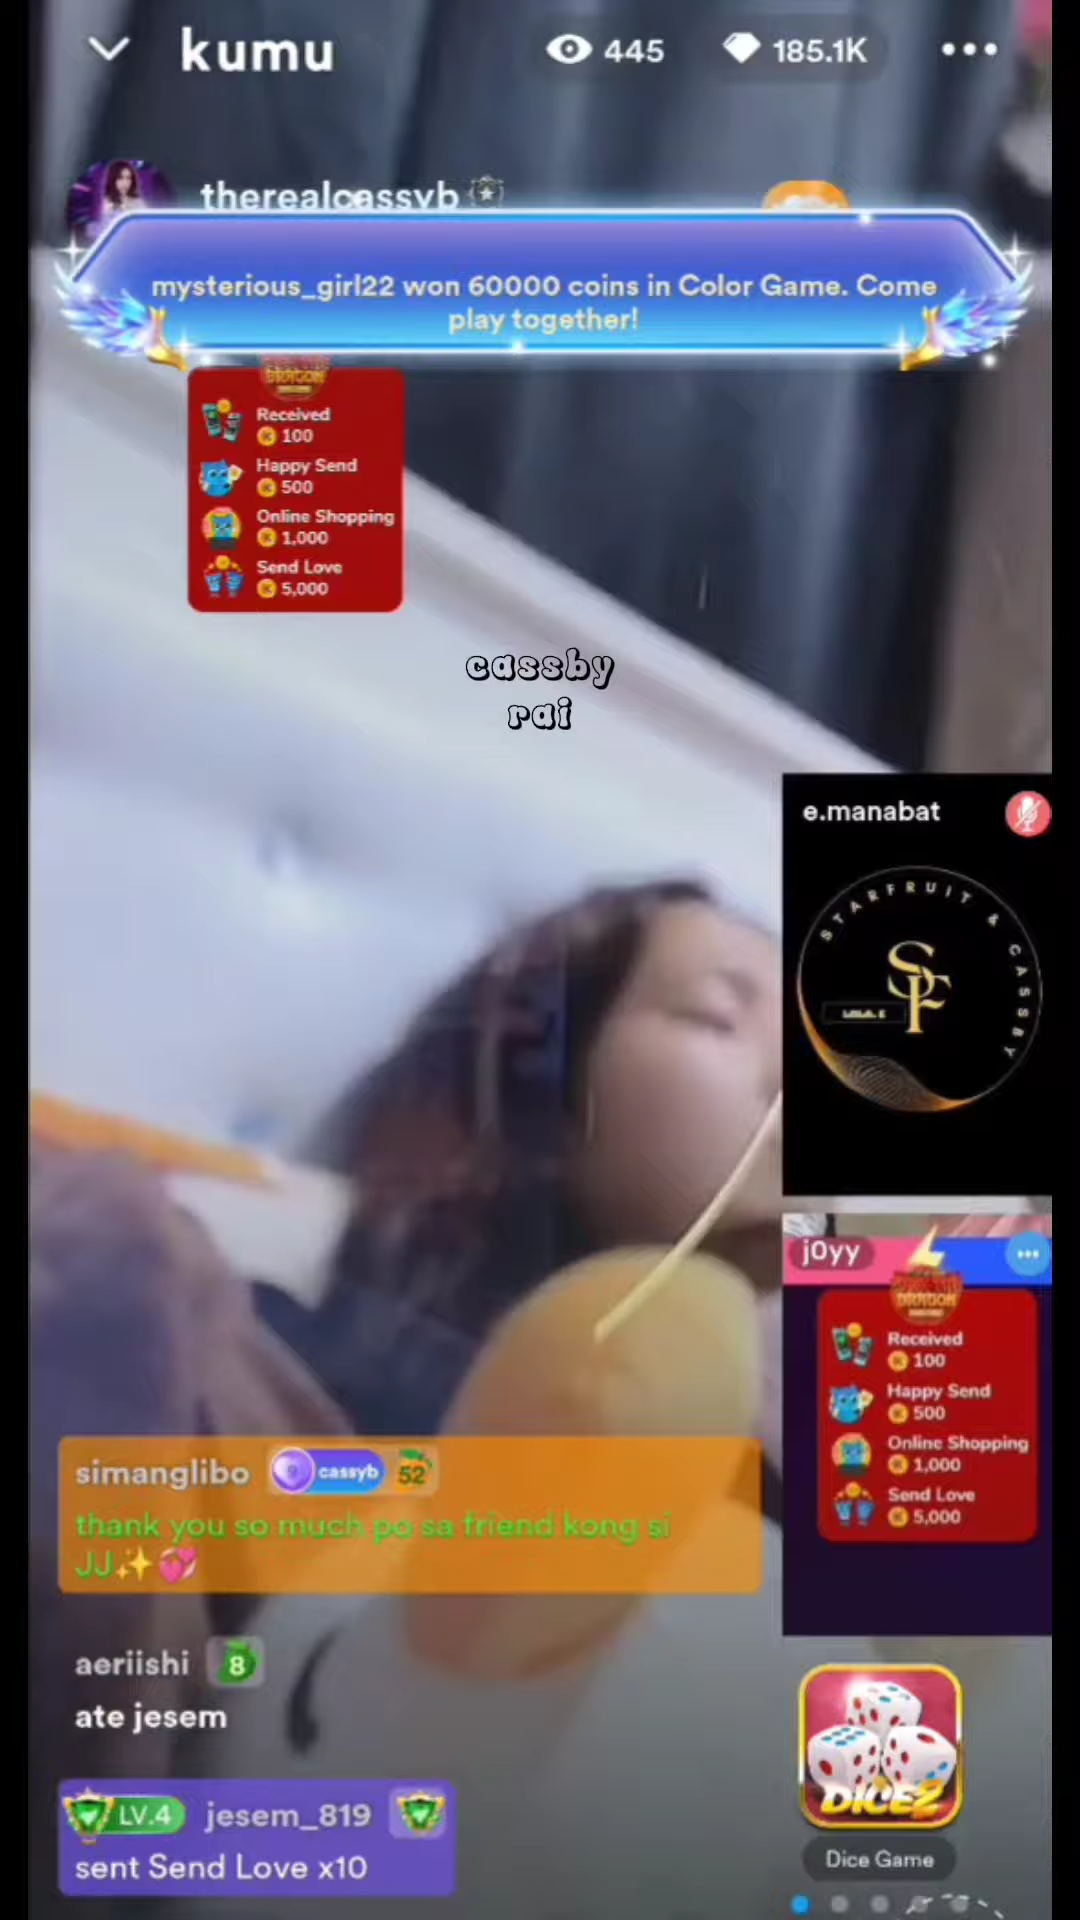 kumu
445
185.1K
therealcassyb
mysterious_girl22 won 60000 coins in Color Game. Come
play together!
DRAGON
Received
100
Happy Send
500
Online Shopping
1,000
Send Love
5,000
cassby
rai
e.manabat
STARFRUIT & CASSBY
SF
j0yy
DRAGON
Received
100
Happy Send
500
Online Shopping
1,000
Send Love
5,000
simanglibo cassyb 52
thank you so much po sa friend kong si
JJ✨💞
aeriishi 8
ate jesem
LV.4 jesem_819
sent Send Love x10
DICE2
Dice Game